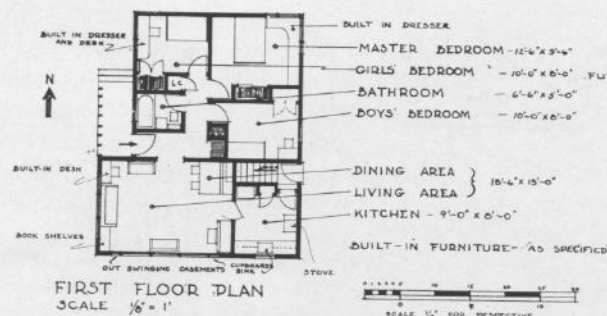 BUILT IN DRESSER
BUILT IN DRESSER
AND DESK
MASTER BEDROOM - 12'-6" X 9'-6"
N
GIRLS' BEDROOM - 10'-0" X 8'-0"
L.C.
BATHROOM - 6'-6" X 5'-0"
BOYS' BEDROOM - 10'-0" X 8'-0"
BUILT-IN DESK
DINING AREA
LIVING AREA
18'-6" X 15'-0"
KITCHEN - 9'-0" X 8'-0"
BOOK SHELVES
BUILT-IN FURNITURE - AS SPECIFIED
OUT SWINGING CASEMENTS
CUPBOARDS
SINK
STOVE
FIRST FLOOR PLAN
SCALE 1/8" = 1'